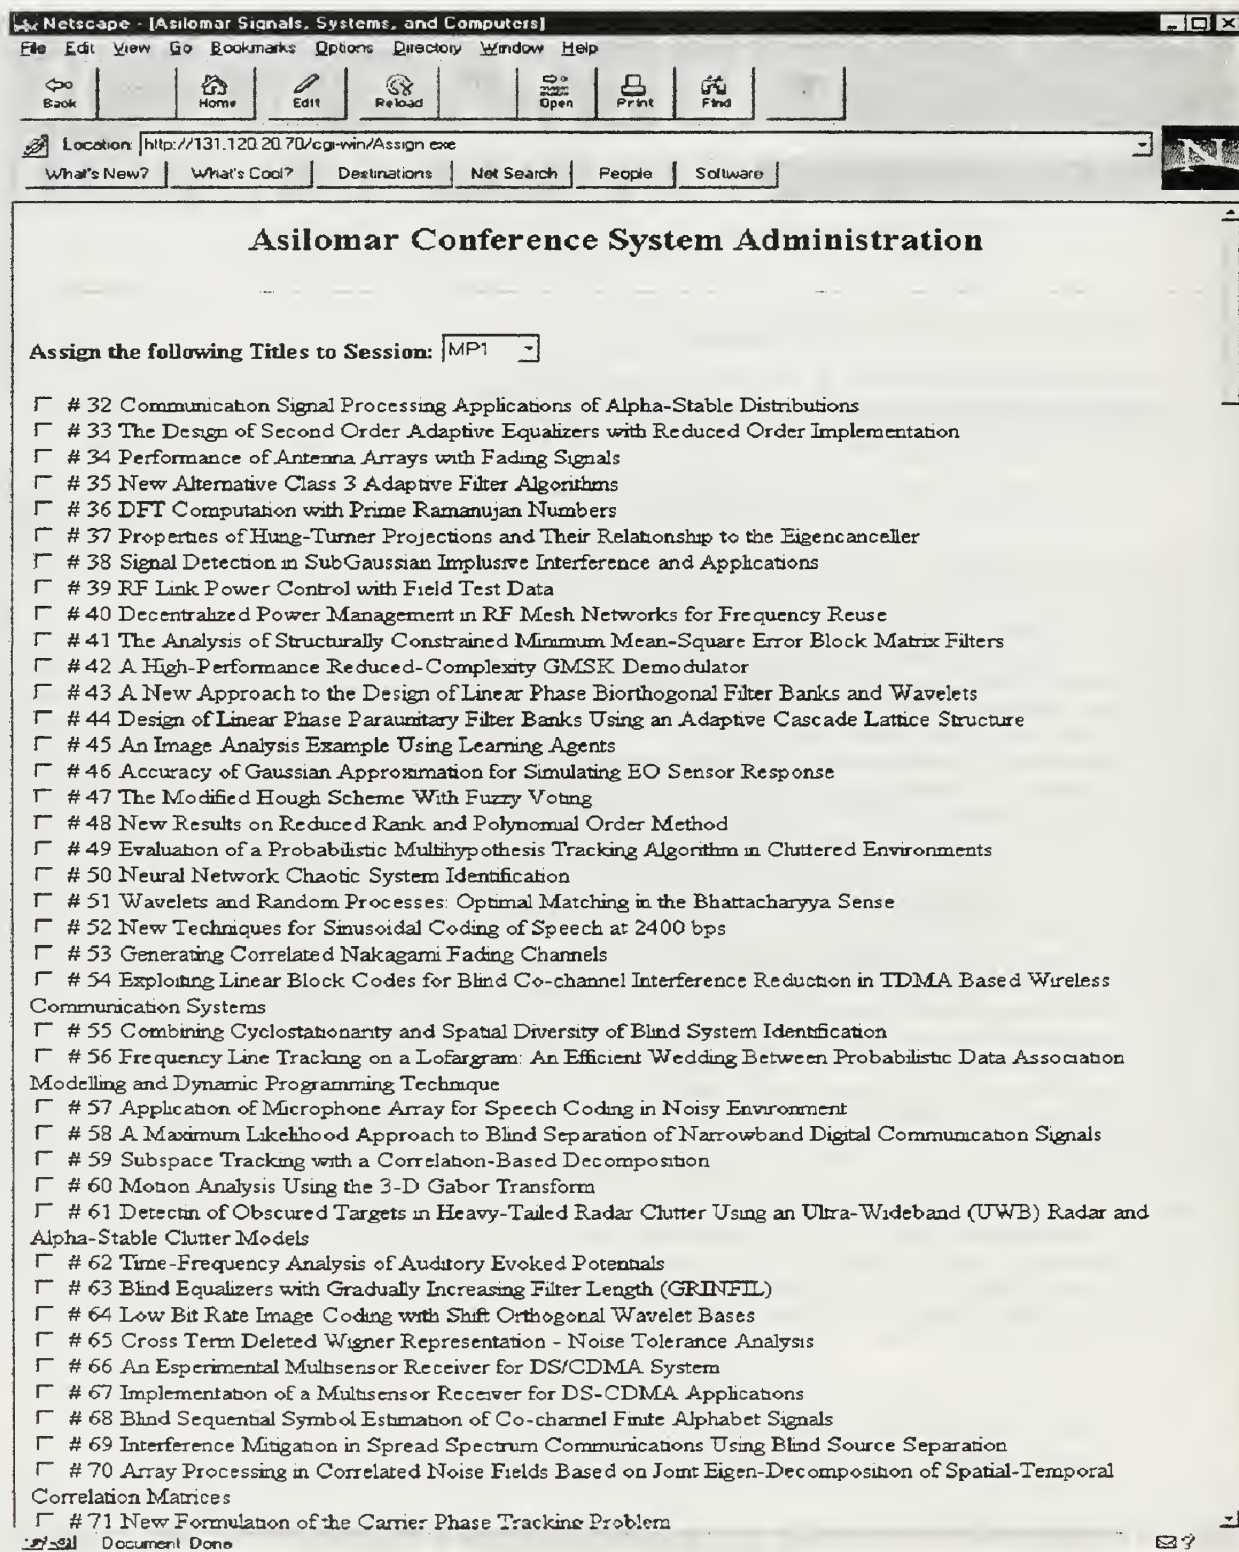 Netscape - [Asilomar Signals, Systems, and Computers]
File Edit View Go Bookmarks Options Directory Window Help
Back Home Edit Reload Open Print Find
Location: http://131.120.20.70/cgi-win/Assign.exe
What's New? What's Cool? Destinations Net Search People Software
N
Asilomar Conference System Administration
Assign the following Titles to Session: MP1
# 32 Communication Signal Processing Applications of Alpha-Stable Distributions
# 33 The Design of Second Order Adaptive Equalizers with Reduced Order Implementation
# 34 Performance of Antenna Arrays with Fading Signals
# 35 New Alternative Class 3 Adaptive Filter Algorithms
# 36 DFT Computation with Prime Ramanujan Numbers
# 37 Properties of Hung-Turner Projections and Their Relationship to the Eigencanceller
# 38 Signal Detection in SubGaussian Implusive Interference and Applications
# 39 RF Link Power Control with Field Test Data
# 40 Decentralized Power Management in RF Mesh Networks for Frequency Reuse
# 41 The Analysis of Structurally Constrained Minimum Mean-Square Error Block Matrix Filters
# 42 A High-Performance Reduced-Complexity GMSK Demodulator
# 43 A New Approach to the Design of Linear Phase Biorthogonal Filter Banks and Wavelets
# 44 Design of Linear Phase Paraunitary Filter Banks Using an Adaptive Cascade Lattice Structure
# 45 An Image Analysis Example Using Learning Agents
# 46 Accuracy of Gaussian Approximation for Simulating EO Sensor Response
# 47 The Modified Hough Scheme With Fuzzy Voting
# 48 New Results on Reduced Rank and Polynomial Order Method
# 49 Evaluation of a Probabilistic Multihypothesis Tracking Algorithm in Cluttered Environments
# 50 Neural Network Chaotic System Identification
# 51 Wavelets and Random Processes: Optimal Matching in the Bhattacharyya Sense
# 52 New Techniques for Sinusoidal Coding of Speech at 2400 bps
# 53 Generating Correlated Nakagami Fading Channels
# 54 Exploiting Linear Block Codes for Blind Co-channel Interference Reduction in TDMA Based Wireless
Communication Systems
# 55 Combining Cyclostationarity and Spatial Diversity of Blind System Identification
# 56 Frequency Line Tracking on a Lofargram: An Efficient Wedding Between Probabilistic Data Association
Modelling and Dynamic Programming Technique
# 57 Application of Microphone Array for Speech Coding in Noisy Environment
# 58 A Maximum Likelihood Approach to Blind Separation of Narrowband Digital Communication Signals
# 59 Subspace Tracking with a Correlation-Based Decomposition
# 60 Motion Analysis Using the 3-D Gabor Transform
# 61 Detectin of Obscured Targets in Heavy-Tailed Radar Clutter Using an Ultra-Wideband (UWB) Radar and
Alpha-Stable Clutter Models
# 62 Time-Frequency Analysis of Auditory Evoked Potentials
# 63 Blind Equalizers with Gradually Increasing Filter Length (GRINFIL)
# 64 Low Bit Rate Image Coding with Shift Orthogonal Wavelet Bases
# 65 Cross Term Deleted Wigner Representation - Noise Tolerance Analysis
# 66 An Esperimental Multisensor Receiver for DS/CDMA System
# 67 Implementation of a Multisensor Receiver for DS-CDMA Applications
# 68 Blind Sequential Symbol Estimation of Co-channel Finite Alphabet Signals
# 69 Interference Mitigation in Spread Spectrum Communications Using Blind Source Separation
# 70 Array Processing in Correlated Noise Fields Based on Joint Eigen-Decomposition of Spatial-Temporal
Correlation Matrices
# 71 New Formulation of the Carrier Phase Tracking Problem
Document Done